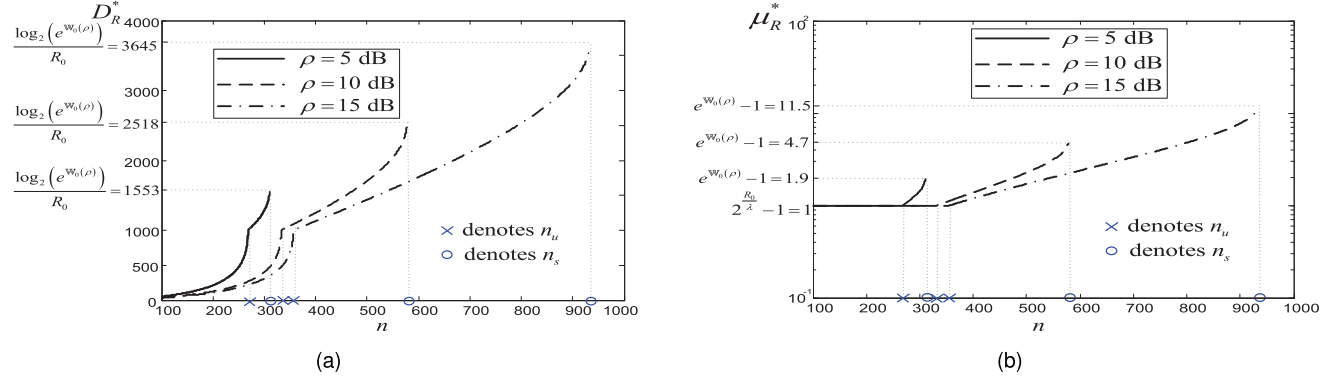 D_R^*
4000
log₂(e^{𝕎₀(ρ)}) / R₀ = 3645
3000
log₂(e^{𝕎₀(ρ)}) / R₀ = 2518
2000
log₂(e^{𝕎₀(ρ)}) / R₀ = 1553
1000
500
0
ρ = 5 dB
ρ = 10 dB
ρ = 15 dB
× denotes n_u
○ denotes n_s
100 200 300 400 500 600 700 800 900 1000
n
(a)
μ_R^*
10²
e^{𝕎₀(ρ)} − 1 = 11.5
e^{𝕎₀(ρ)} − 1 = 4.7
e^{𝕎₀(ρ)} − 1 = 1.9
2^{R₀/λ} − 1 = 1
10⁻¹
ρ = 5 dB
ρ = 10 dB
ρ = 15 dB
× denotes n_u
○ denotes n_s
100 200 300 400 500 600 700 800 900 1000
n
(b)